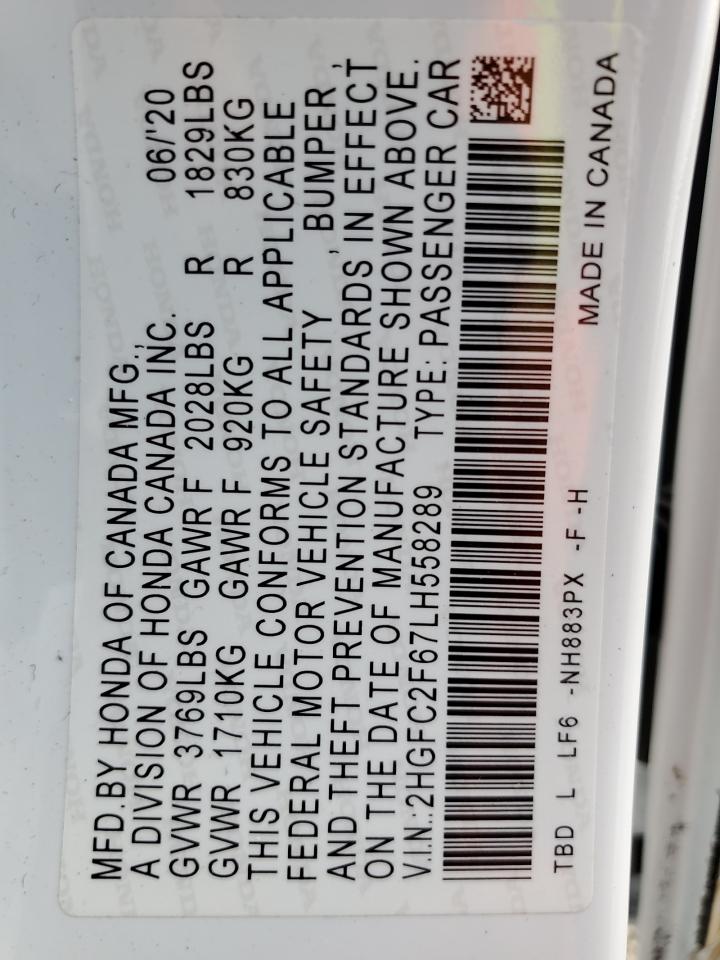 MFD.BY HONDA OF CANADA MFG.,
A DIVISION OF HONDA CANADA INC. 06/'20
GVWR 3769LBS GAWR F 2028LBS R 1829LBS
GVWR 1710KG GAWR F 920KG R 830KG
THIS VEHICLE CONFORMS TO ALL APPLICABLE
FEDERAL MOTOR VEHICLE SAFETY , BUMPER ,
AND THEFT PREVENTION STANDARDS IN EFFECT
ON THE DATE OF MANUFACTURE SHOWN ABOVE.
V.I.N.:2HGFC2F67LH558289 TYPE: PASSENGER CAR
TBD L LF6 -NH883PX -F -H MADE IN CANADA